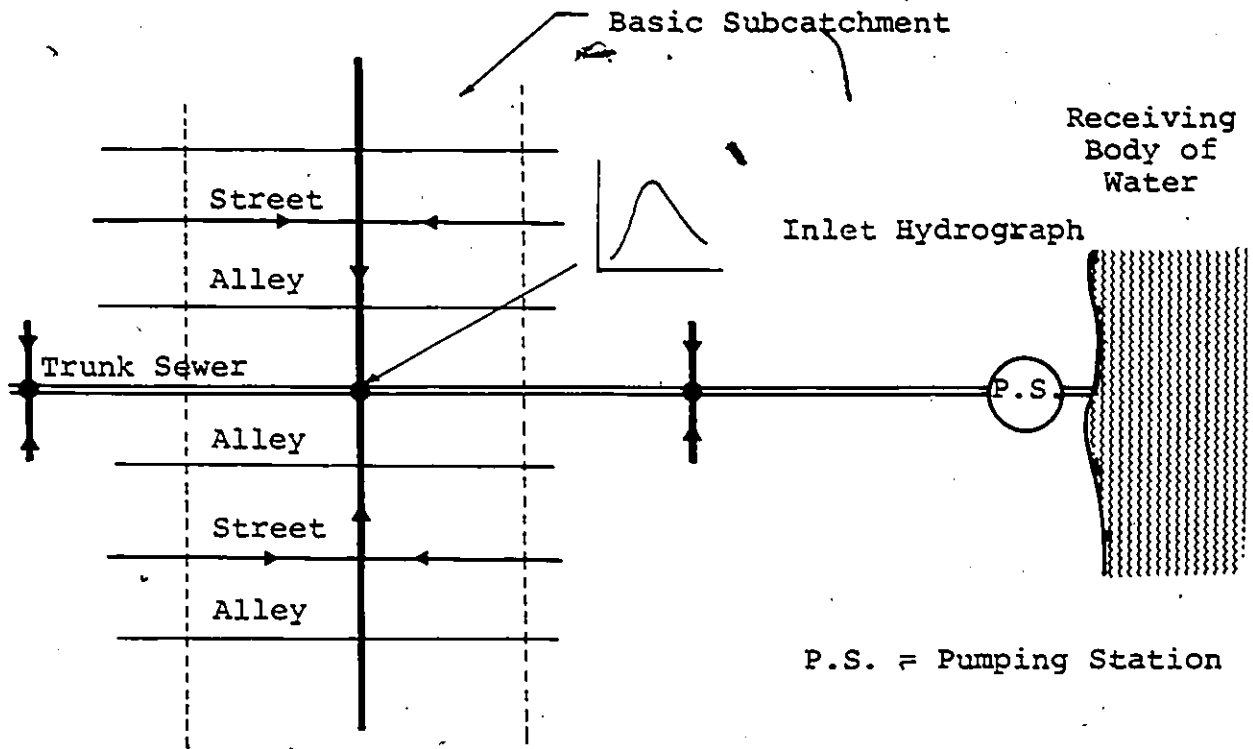 Basic Subcatchment
Receiving
Body of
Water
Street
Inlet Hydrograph
Alley
Trunk Sewer
P.S.
Alley
Street
Alley
P.S. = Pumping Station